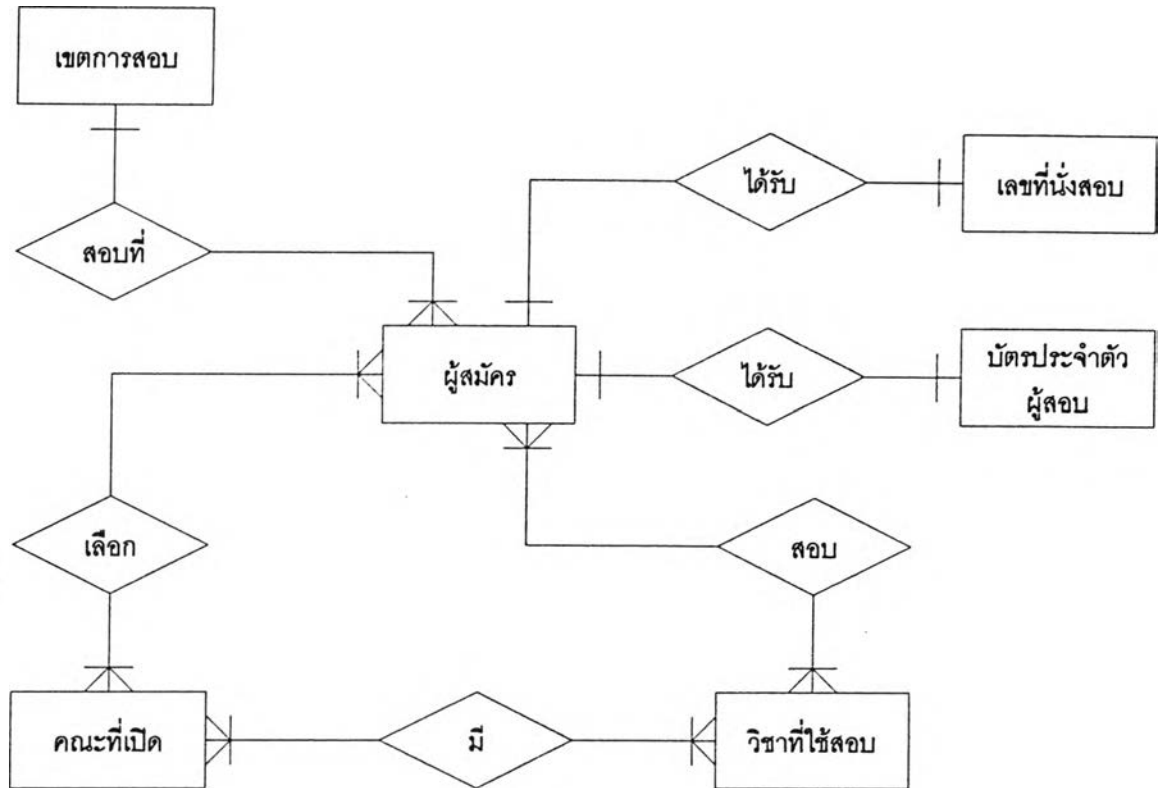 เขตการสอบ
ได้รับ
เลขที่นั่งสอบ
สอบที่
ผู้สมัคร
ได้รับ
บัตรประจำตัว
ผู้สอบ
เลือก
สอบ
คณะที่เปิด
มี
วิชาที่ใช้สอบ